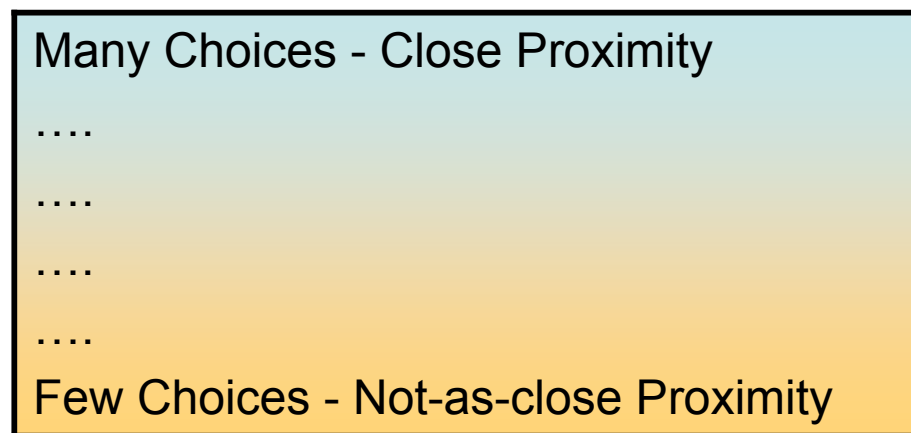 Many Choices - Close Proximity
....
....
....
....
Few Choices - Not-as-close Proximity